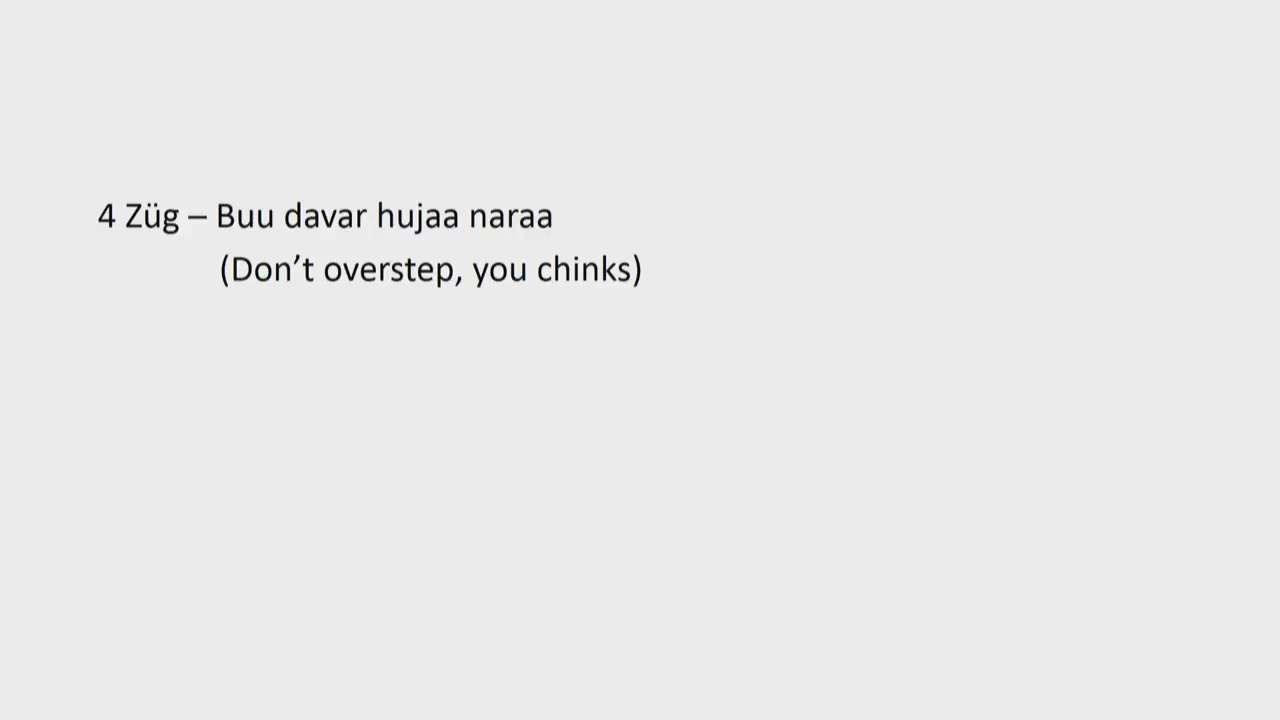 4 Züg – Buu davar hujaa naraa
(Don’t overstep, you chinks)